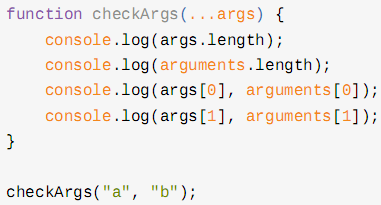 function checkArgs(...args) {
    console.log(args.length);
    console.log(arguments.length);
    console.log(args[0], arguments[0]);
    console.log(args[1], arguments[1]);
}

checkArgs("a", "b");